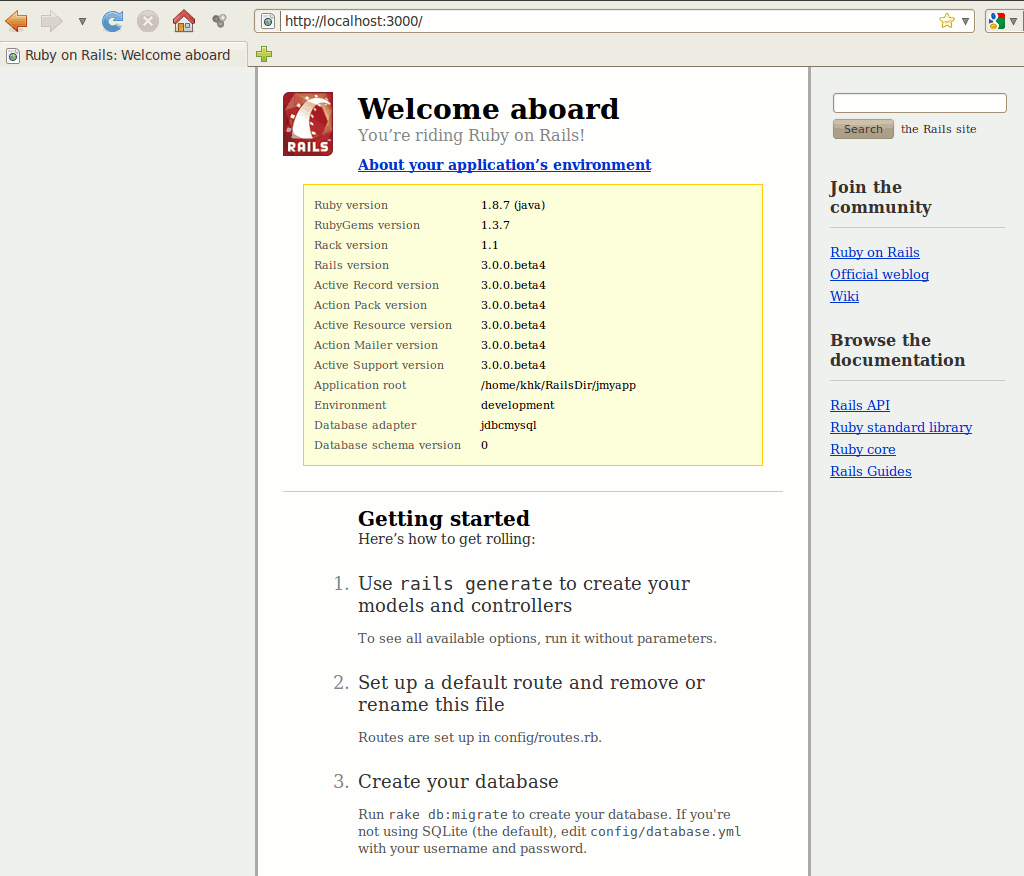 http://localhost:3000/
Ruby on Rails: Welcome aboard
RAILS
Welcome aboard
You’re riding Ruby on Rails!
About your application’s environment
Ruby version 1.8.7 (java)
RubyGems version 1.3.7
Rack version 1.1
Rails version 3.0.0.beta4
Active Record version 3.0.0.beta4
Action Pack version 3.0.0.beta4
Active Resource version 3.0.0.beta4
Action Mailer version 3.0.0.beta4
Active Support version 3.0.0.beta4
Application root /home/khk/RailsDir/jmyapp
Environment development
Database adapter jdbcmysql
Database schema version 0
Getting started
Here’s how to get rolling:
1. Use rails generate to create your
models and controllers
To see all available options, run it without parameters.
2. Set up a default route and remove or
rename this file
Routes are set up in config/routes.rb.
3. Create your database
Run rake db:migrate to create your database. If you're
not using SQLite (the default), edit config/database.yml
with your username and password.
Search the Rails site
Join the
community
Ruby on Rails
Official weblog
Wiki
Browse the
documentation
Rails API
Ruby standard library
Ruby core
Rails Guides